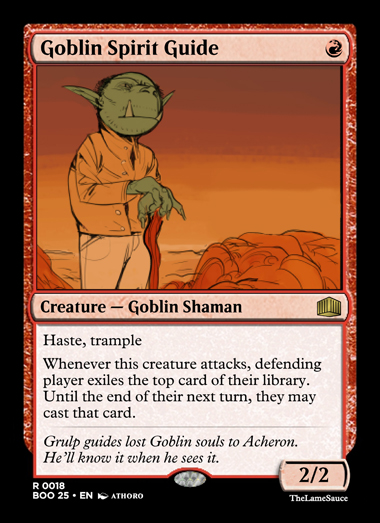 Goblin Spirit Guide
Creature — Goblin Shaman
Haste, trample
Whenever this creature attacks, defending
player exiles the top card of their library.
Until the end of their next turn, they may
cast that card.
Grulp guides lost Goblin souls to Acheron.
He'll know it when he sees it.
2/2
R 0018
BOO 25 • EN ATHORO
TheLameSauce